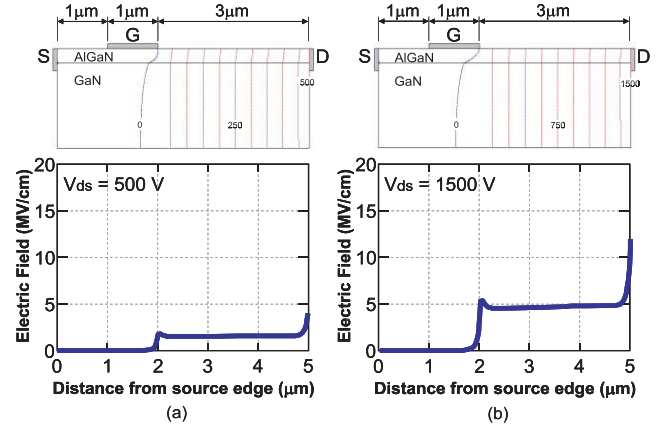 1μm 1μm 3μm
G
S AlGaN D
GaN
500
0 250
20
15
10
5
0
Electric Field (MV/cm)
Vds = 500 V
0 1 2 3 4 5
Distance from source edge (μm)
(a)
1μm 1μm 3μm
G
S AlGaN D
GaN
1500
0 750
20
15
10
5
0
Electric Field (MV/cm)
Vds = 1500 V
0 1 2 3 4 5
Distance from source edge (μm)
(b)